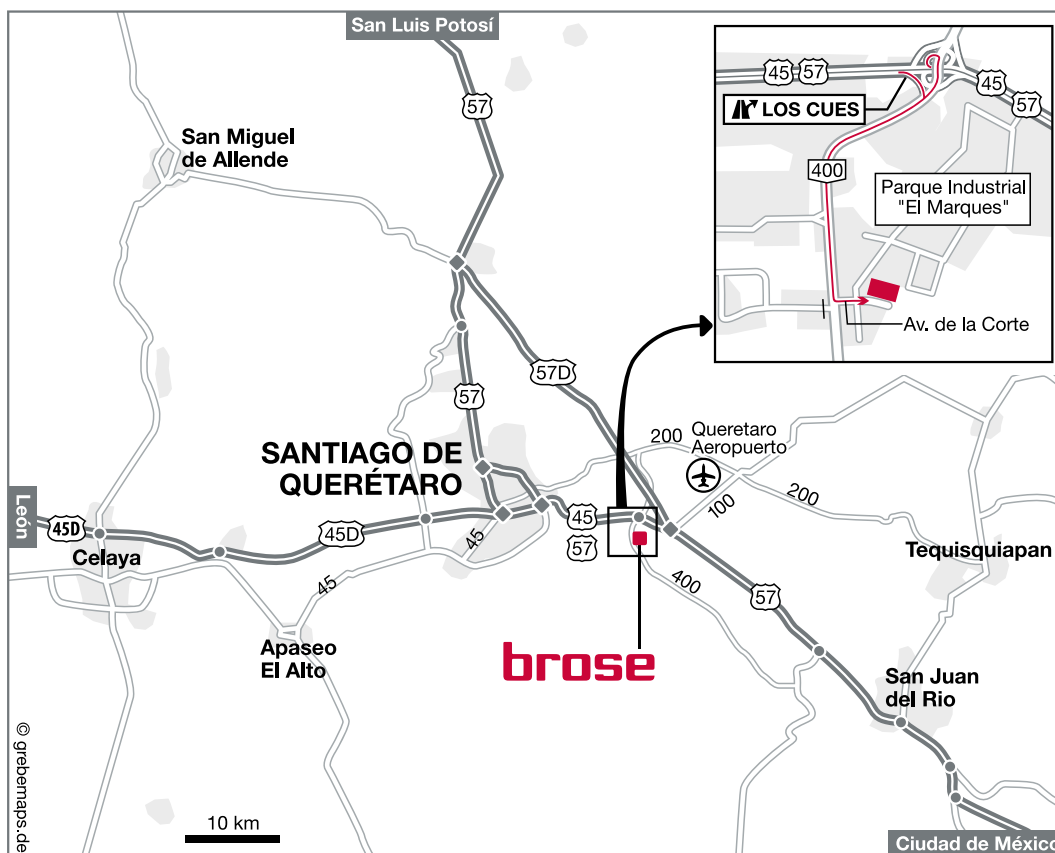 San Luis Potosí
57
45 57
45
57
LOS CUES
400
Parque Industrial
"El Marques"
Av. de la Corte
San Miguel
de Allende
57D
57
SANTIAGO DE
QUERÉTARO
200
Queretaro
Aeropuerto
100
200
León
45D
45D
45
45
57
Celaya
45
400
57
Tequisquiapan
Apaseo
El Alto
brose
San Juan
del Rio
10 km
© grebemaps.de
Ciudad de México